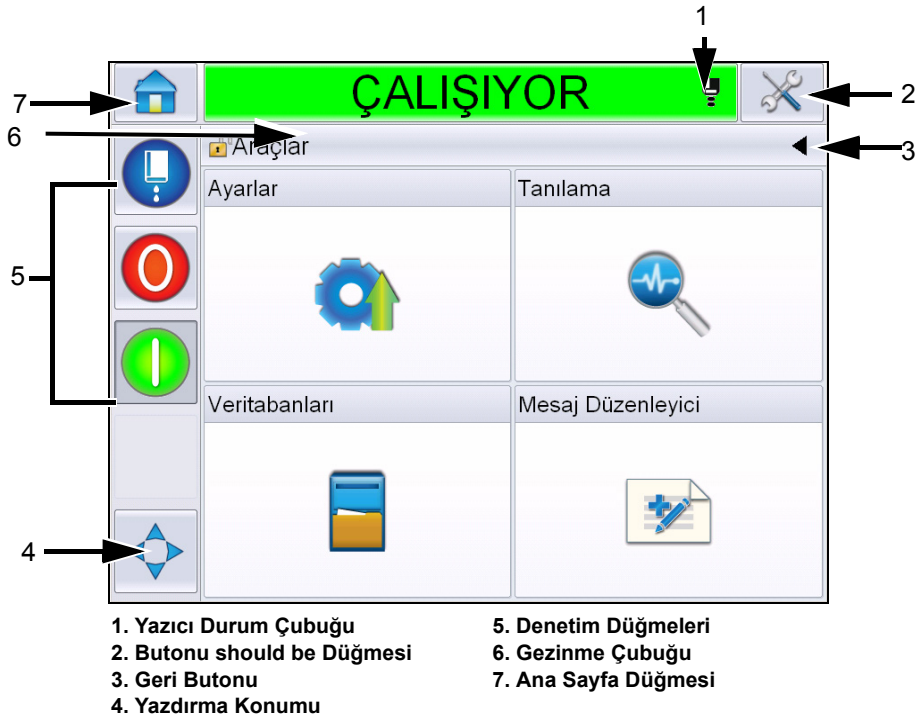 1
ÇALIŞIYOR
7
2
6
Araçlar
3
Ayarlar
Tanılama
5
Veritabanları
Mesaj Düzenleyici
4
1. Yazıcı Durum Çubuğu
2. Butonu should be Düğmesi
3. Geri Butonu
4. Yazdırma Konumu
5. Denetim Düğmeleri
6. Gezinme Çubuğu
7. Ana Sayfa Düğmesi